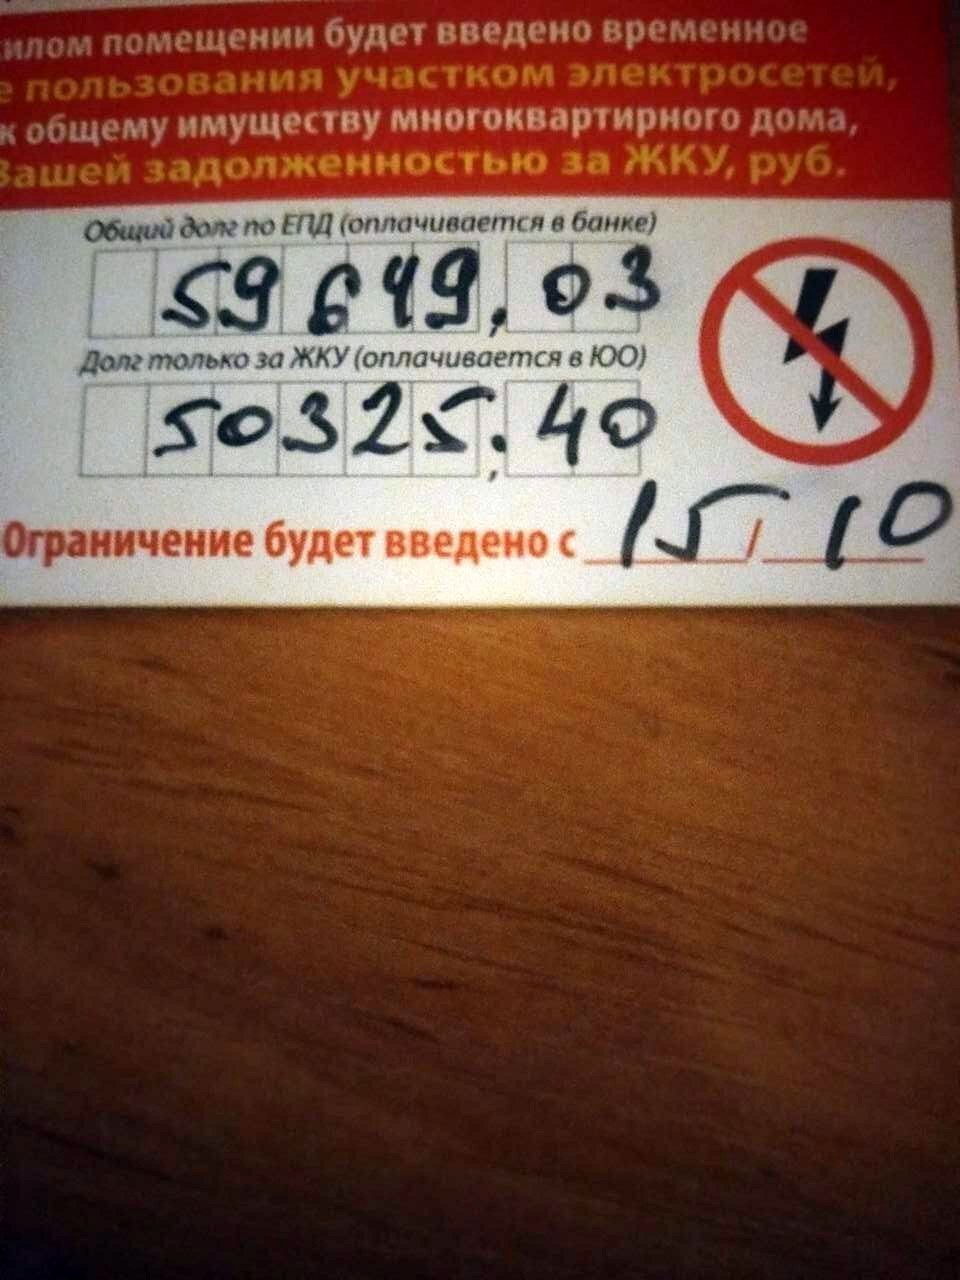 илом помещении будет введено временное
е пользования участком электросетей,
к общему имуществу многоквартирного дома,
Вашей задолженностью за ЖКУ, руб.
Общий долг по ЕПД (оплачивается в банке)
59649,03
Долг только за ЖКУ (оплачивается в ЮО)
50325,40
Ограничение будет введено с 15/10